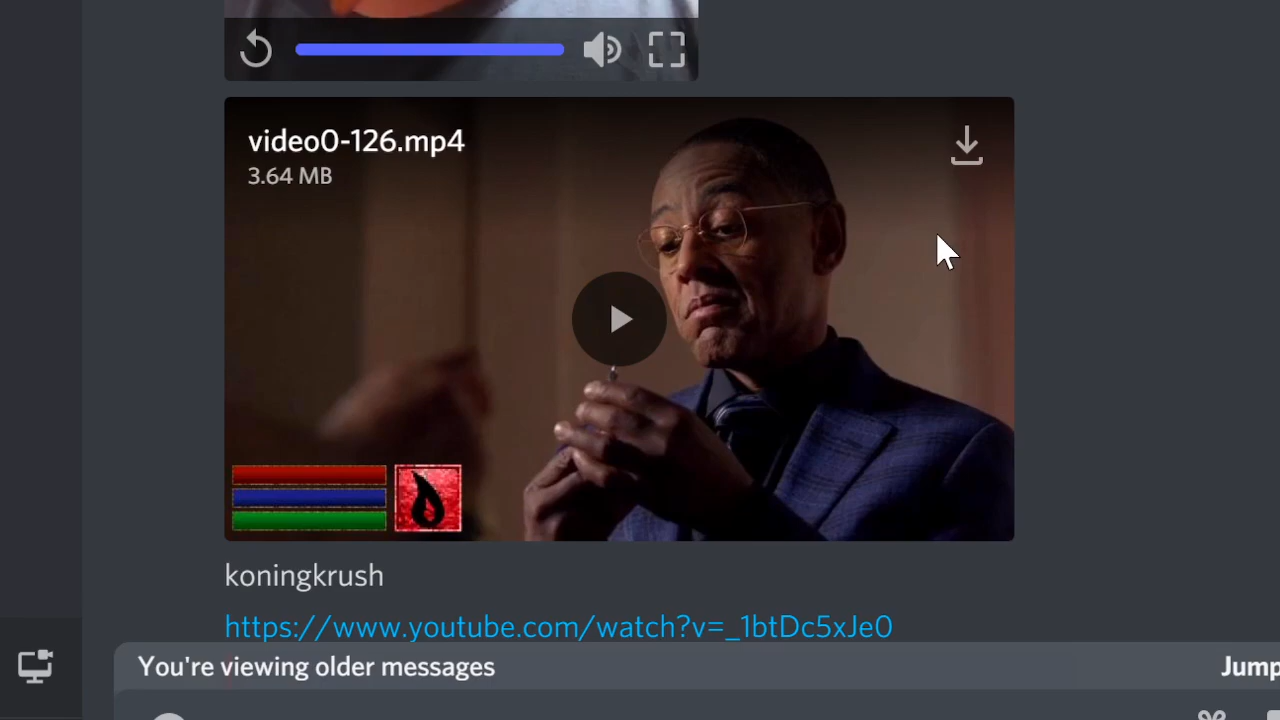 video0-126.mp4
3.64 MB
koningkrush
https://www.youtube.com/watch?v=_1btDc5xJe0
You're viewing older messages
Jump